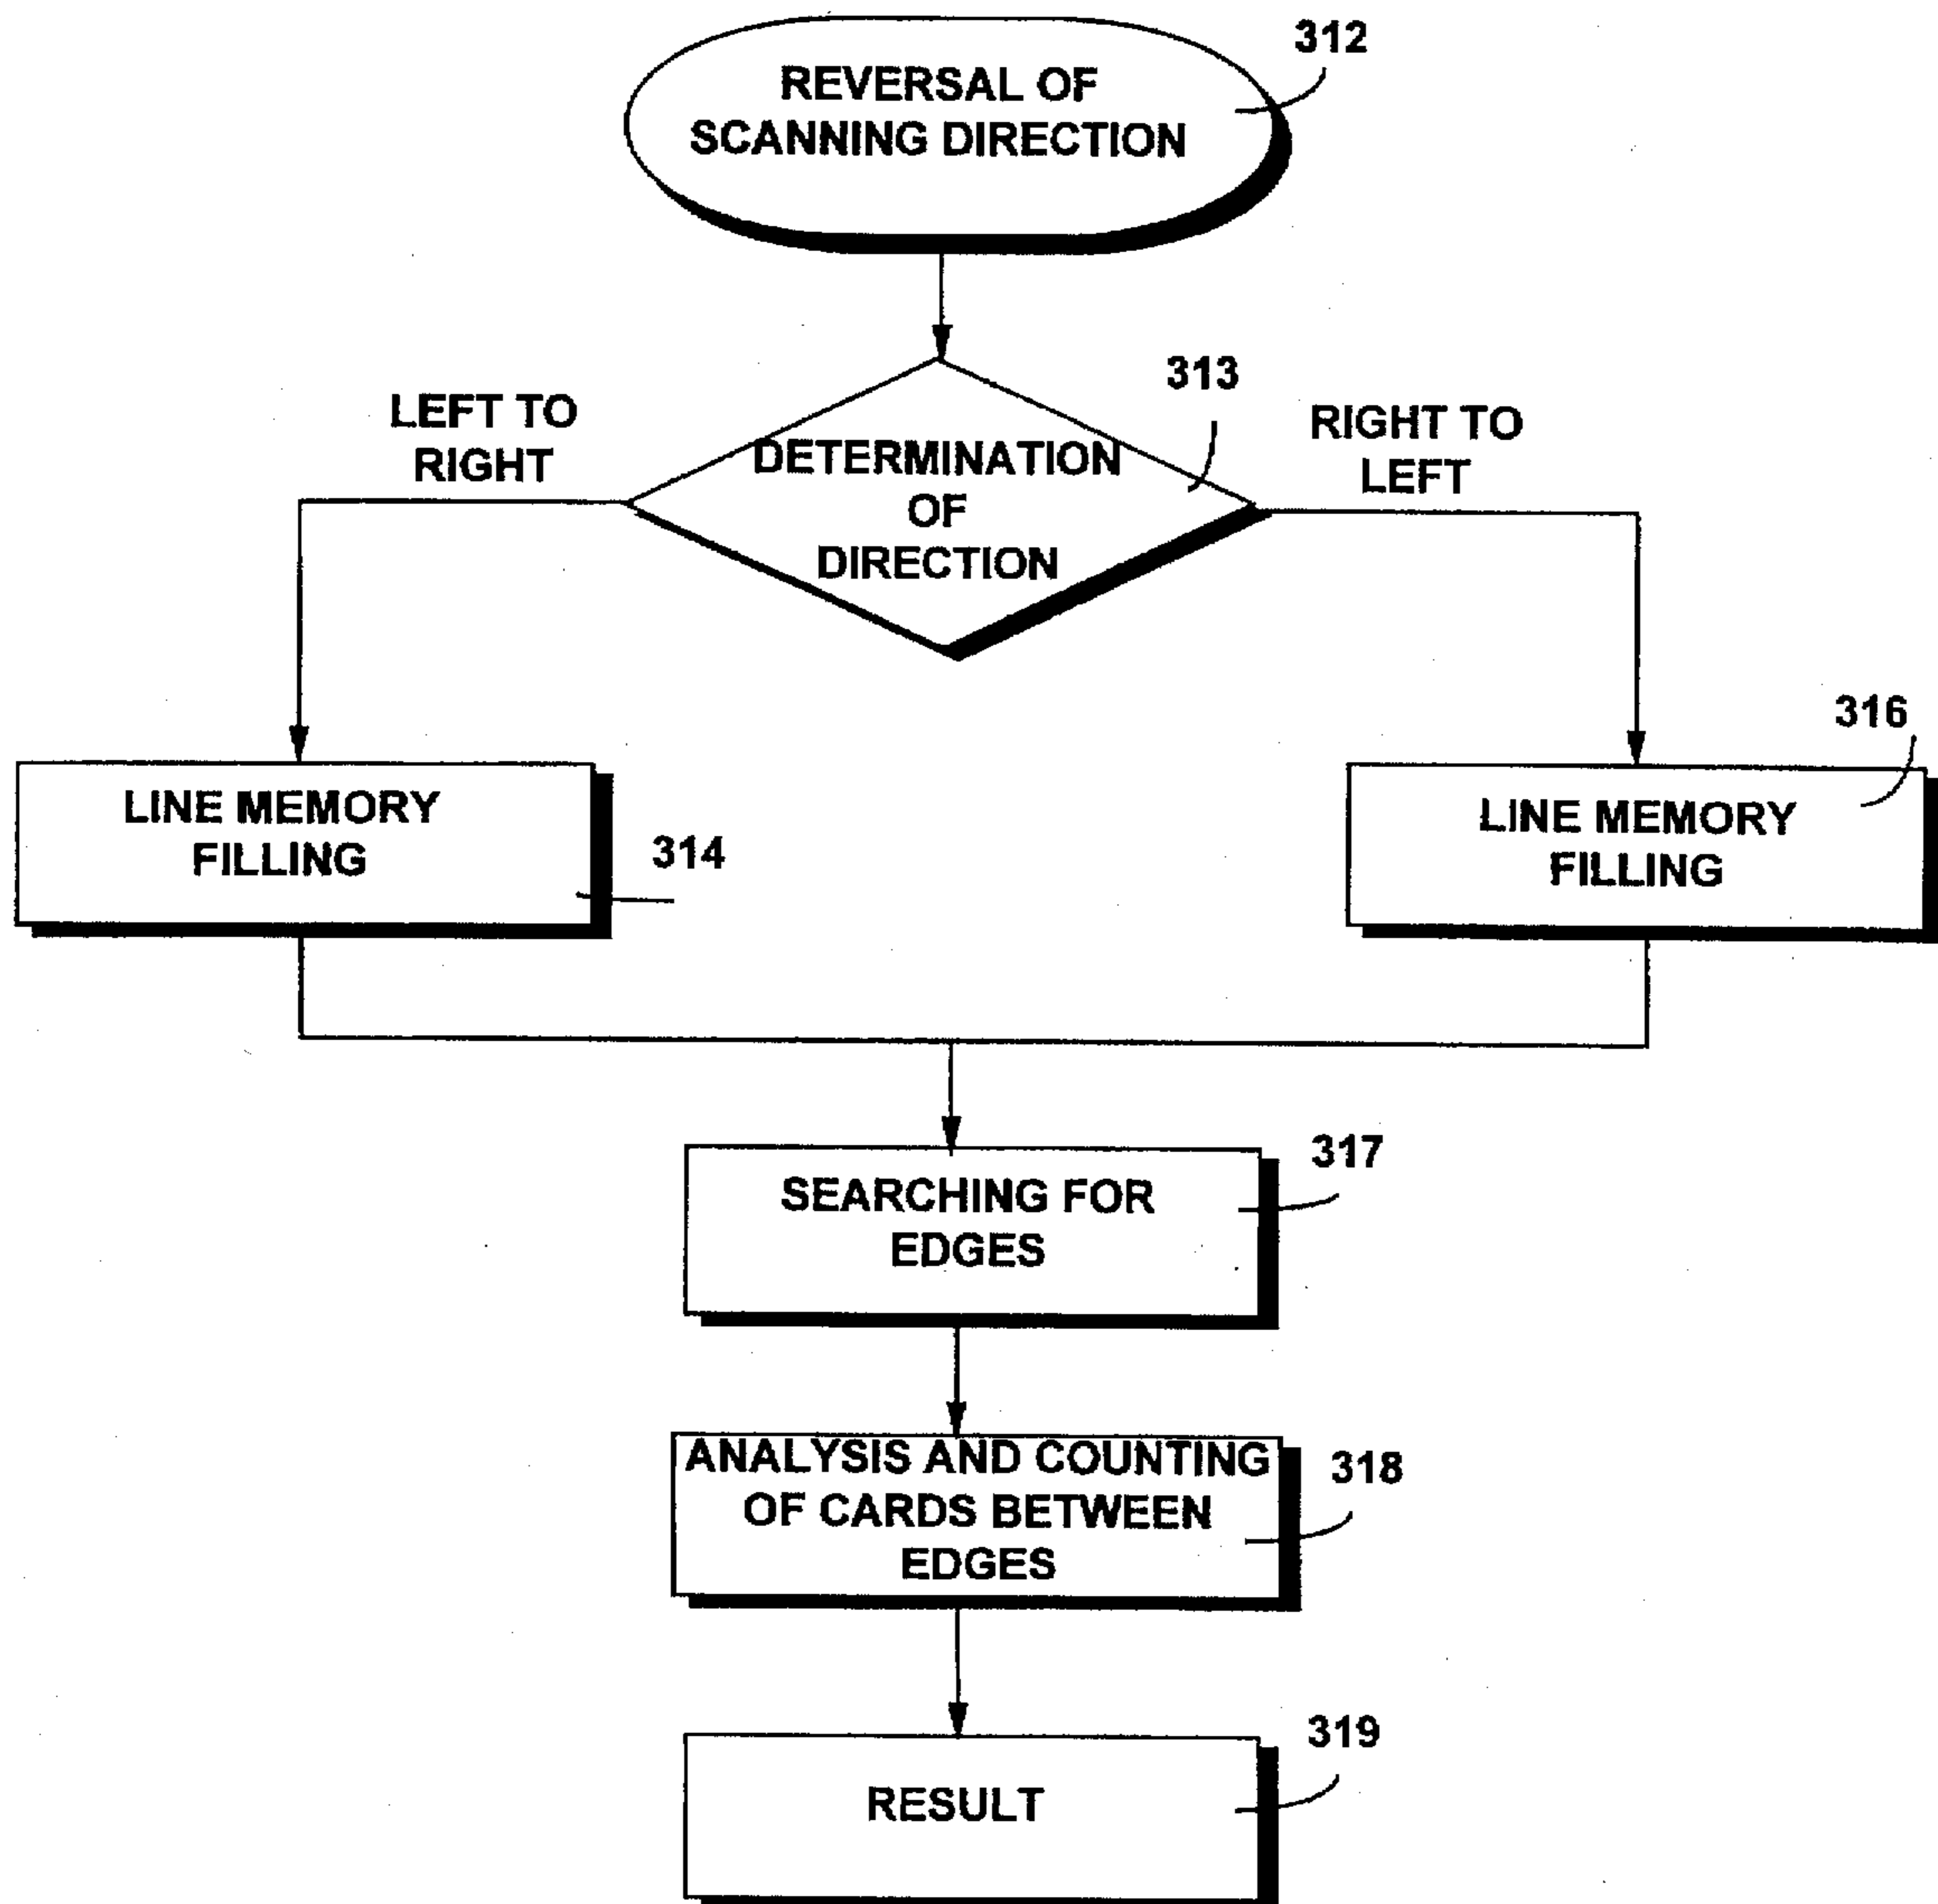 312
REVERSAL OF
SCANNING DIRECTION
313
LEFT TO
RIGHT
DETERMINATION
OF
DIRECTION
RIGHT TO
LEFT
LINE MEMORY
FILLING
314
316
LINE MEMORY
FILLING
317
SEARCHING FOR
EDGES
318
ANALYSIS AND COUNTING
OF CARDS BETWEEN
EDGES
319
RESULT